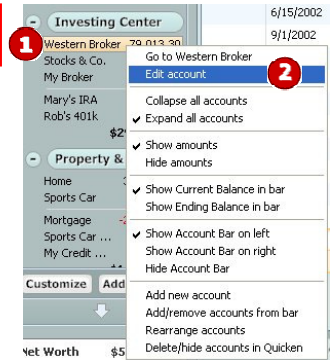 Investing Center
1
Western Broker 79,013.30
Stocks & Co.
My Broker
Mary's IRA
Rob's 401k
$2
Property &
Home
Sports Car
Mortgage -2
Sports Car ...
My Credit ...
Customize Add
Net Worth $5
6/15/2002
9/1/2002
Go to Western Broker
Edit account
2
Collapse all accounts
Expand all accounts
Show amounts
Hide amounts
Show Current Balance in bar
Show Ending Balance in bar
Show Account Bar on left
Show Account Bar on right
Hide Account Bar
Add new account
Add/remove accounts from bar
Rearrange accounts
Delete/hide accounts in Quicken